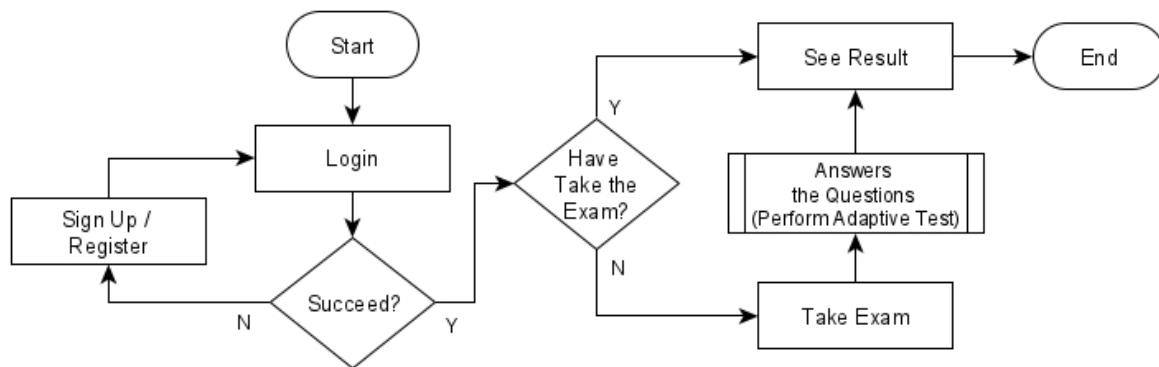 Start
Login
Sign Up /
Register
Succeed?
N
Y
Have
Take the
Exam?
Y
N
See Result
End
Answers
the Questions
(Perform Adaptive Test)
Take Exam